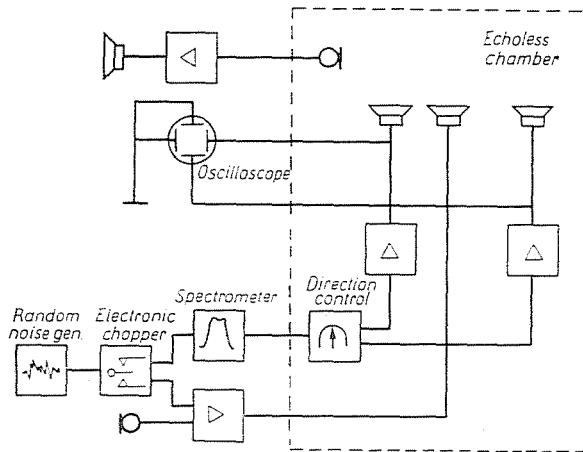 Echoless
chamber
Oscilloscope
Direction
control
Spectrometer
Random
noise gen.
Electronic
chopper